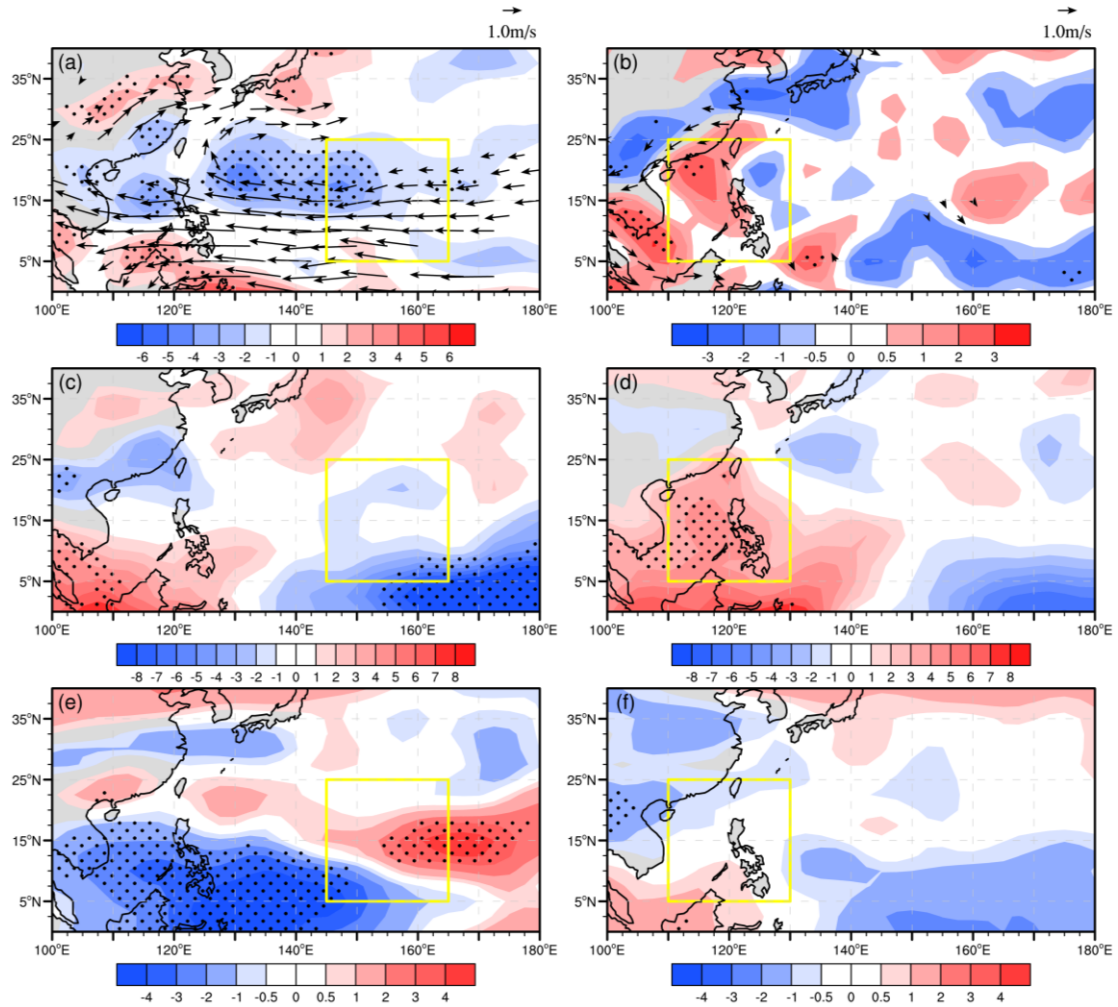 1.0m/s 1.0m/s
(a) (b)
35°N 35°N
25°N 25°N
15°N 15°N
5°N 5°N
100°E 120°E 140°E 160°E 180°E 100°E 120°E 140°E 160°E 180°E
-6 -5 -4 -3 -2 -1 0 1 2 3 4 5 6 -3 -2 -1 -0.5 0 0.5 1 2 3
(c) (d)
35°N 35°N
25°N 25°N
15°N 15°N
5°N 5°N
100°E 120°E 140°E 160°E 180°E 100°E 120°E 140°E 160°E 180°E
-8 -7 -6 -5 -4 -3 -2 -1 0 1 2 3 4 5 6 7 8 -8 -7 -6 -5 -4 -3 -2 -1 0 1 2 3 4 5 6 7 8
(e) (f)
35°N 35°N
25°N 25°N
15°N 15°N
5°N 5°N
100°E 120°E 140°E 160°E 180°E 100°E 120°E 140°E 160°E 180°E
-4 -3 -2 -1 -0.5 0 0.5 1 2 3 4 -4 -3 -2 -1 -0.5 0 0.5 1 2 3 4